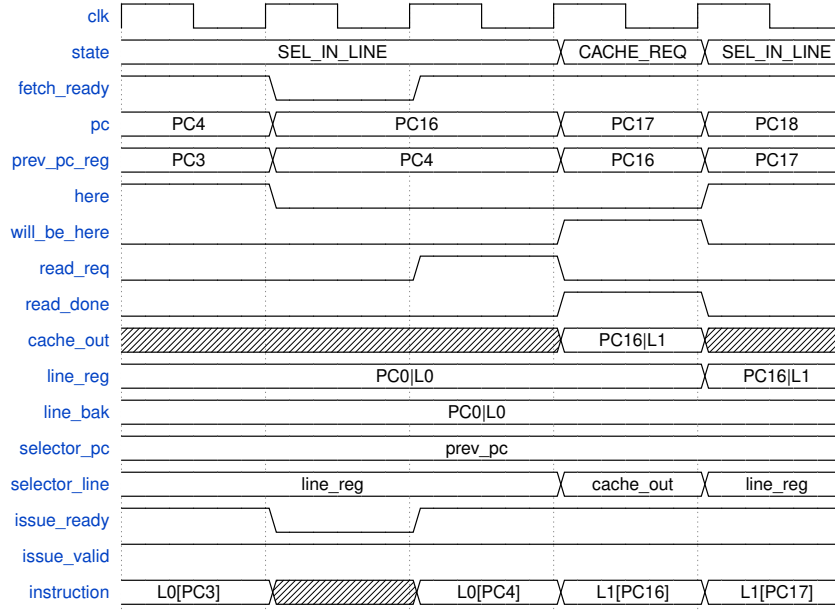 clk
state SEL_IN_LINE CACHE_REQ SEL_IN_LINE
fetch_ready
pc PC4 PC16 PC17 PC18
prev_pc_reg PC3 PC4 PC16 PC17
here
will_be_here
read_req
read_done
cache_out PC16|L1
line_reg PC0|L0 PC16|L1
line_bak PC0|L0
selector_pc prev_pc
selector_line line_reg cache_out line_reg
issue_ready
issue_valid
instruction L0[PC3] L0[PC4] L1[PC16] L1[PC17]